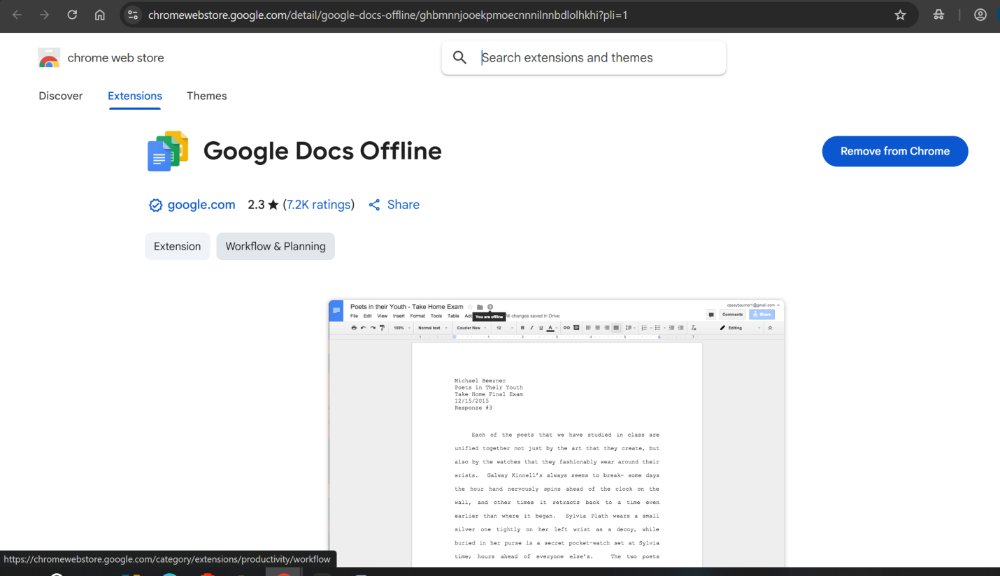 chromewebstore.google.com/detail/google-docs-offline/ghbmnnjooekpmoecnnnilnnbdlolhkhi?pli=1
chrome web store
Search extensions and themes
Discover Extensions Themes
Google Docs Offline
Remove from Chrome
google.com 2.3 ★ (7.2K ratings) Share
Extension Workflow & Planning
Poets in their Youth - Take Home Exam
caseybaumer1@gmail.com
File Edit View Insert Format Tools Table Add You are offline All changes saved in Drive
Comments Share
100% Normal text Courier New 12 B I U A Editing
1 1 2 3 4 5 6 7
Michael Beezner
Poets in Their Youth
Take Home Final Exam
12/15/2015
Response #3
Each of the poets that we have studied in class are
unified together not just by the art that they create, but
also by the watches that they fashionably wear around their
wrists. Galway Kinnell's always seems to break- some days
the hour hand nervously spins ahead of the clock on the
wall, and other times it retracts back to a time even
earlier than where it began. Sylvia Plath wears a small
silver one tightly on her left wrist as a decoy, while
buried in her purse is a secret pocket-watch set at Sylvia
time; hours ahead of everyone else's. The two poets
https://chromewebstore.google.com/category/extensions/productivity/workflow